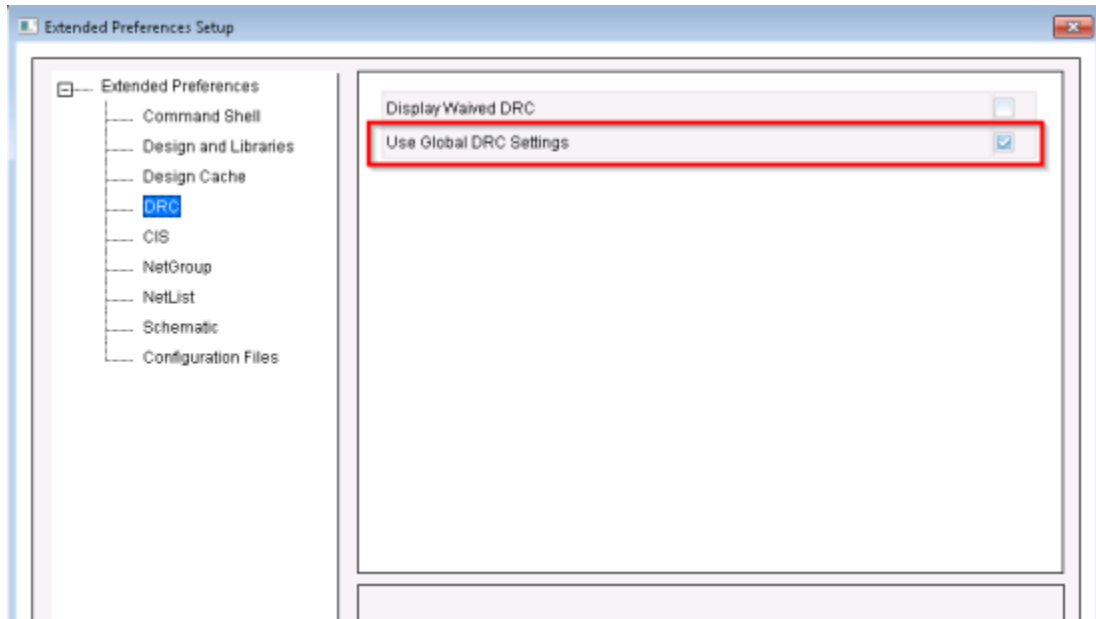 Extended Preferences Setup
Extended Preferences
Command Shell
Design and Libraries
Design Cache
DRC
CIS
NetGroup
NetList
Schematic
Configuration Files
Display Waived DRC
Use Global DRC Settings